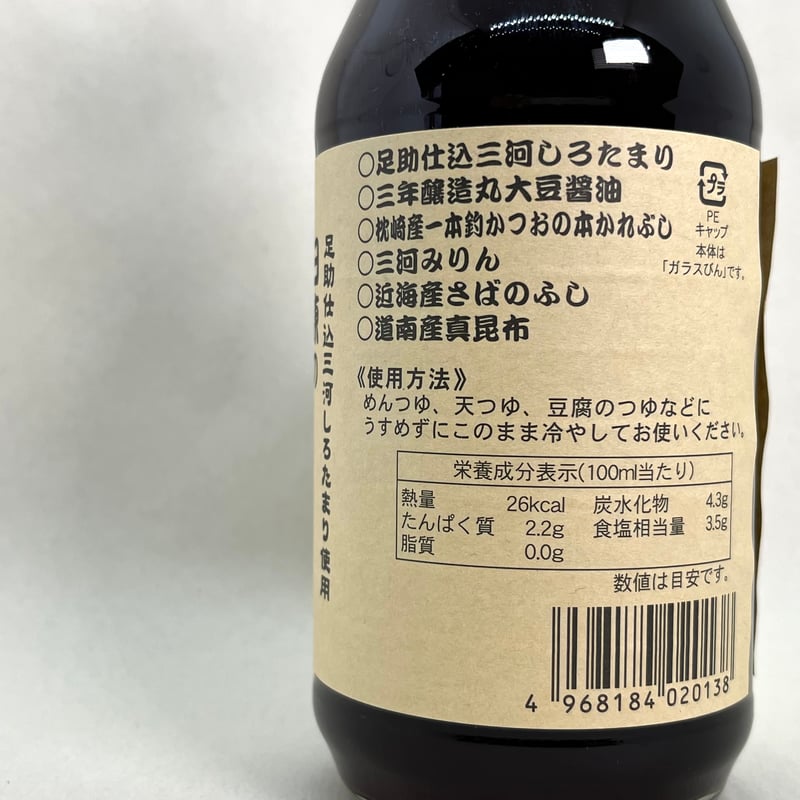 ○足助仕込三河しろたまり
○三年醸造丸大豆醤油
○枕崎産一本釣かつおの本かれぶし
○三河みりん
○近海産さばのふし
○道南産真昆布
プラ
PE
キャップ
本体は
「ガラスびん」です。
足助仕込三河しろたまり使用
《使用方法》
めんつゆ、天つゆ、豆腐のつゆなどに
うすめずにこのまま冷やしてお使いください。
栄養成分表示(100ml当たり)
熱量 26kcal 炭水化物 4.3g
たんぱく質 2.2g 食塩相当量 3.5g
脂質 0.0g
数値は目安です。
4 968184 020138